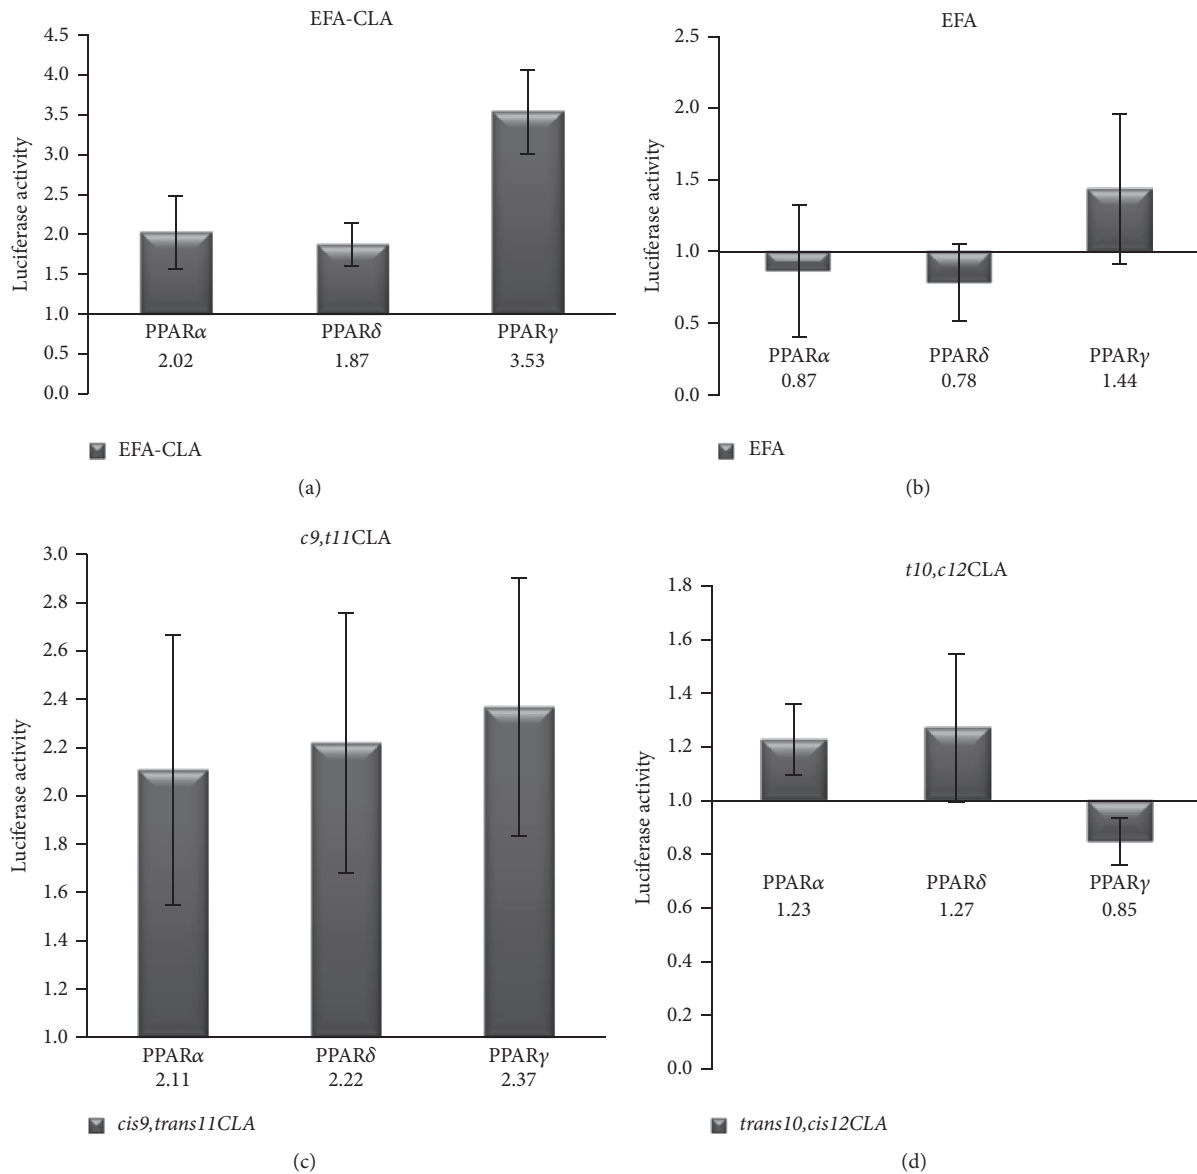 EFA-CLA
4.5
4.0
3.5
3.0
2.5
2.0
1.5
1.0
0.5
0.0
Luciferase activity
PPARα PPARδ PPARγ
2.02 1.87 3.53
EFA-CLA
(a)
EFA
2.5
2.0
1.5
1.0
0.5
0.0
Luciferase activity
PPARα PPARδ PPARγ
0.87 0.78 1.44
EFA
(b)
c9,t11CLA
3.0
2.8
2.6
2.4
2.2
2.0
1.8
1.6
1.4
1.2
1.0
Luciferase activity
PPARα PPARδ PPARγ
2.11 2.22 2.37
cis9,trans11CLA
(c)
t10,c12CLA
1.8
1.6
1.4
1.2
1.0
0.8
0.6
0.4
0.2
0.0
Luciferase activity
PPARα PPARδ PPARγ
1.23 1.27 0.85
trans10,cis12CLA
(d)